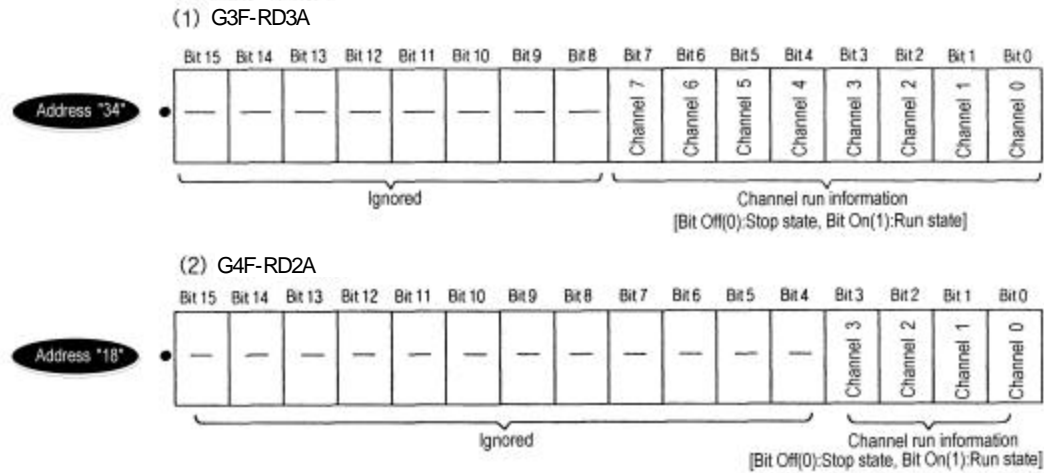 (1) G3F-RD3A
Bit 15 Bit 14 Bit 13 Bit 12 Bit 11 Bit 10 Bit 9 Bit 8 Bit 7 Bit 6 Bit 5 Bit 4 Bit 3 Bit 2 Bit 1 Bit 0
Address "34" — — — — — — — — Channel 7 Channel 6 Channel 5 Channel 4 Channel 3 Channel 2 Channel 1 Channel 0
Ignored Channel run information
[Bit Off(0):Stop state, Bit On(1):Run state]
(2) G4F-RD2A
Bit 15 Bit 14 Bit 13 Bit 12 Bit 11 Bit 10 Bit 9 Bit 8 Bit 7 Bit 6 Bit 5 Bit 4 Bit 3 Bit 2 Bit 1 Bit 0
Address "18" — — — — — — — — — — — — Channel 3 Channel 2 Channel 1 Channel 0
Ignored Channel run information
[Bit Off(0):Stop state, Bit On(1):Run state]